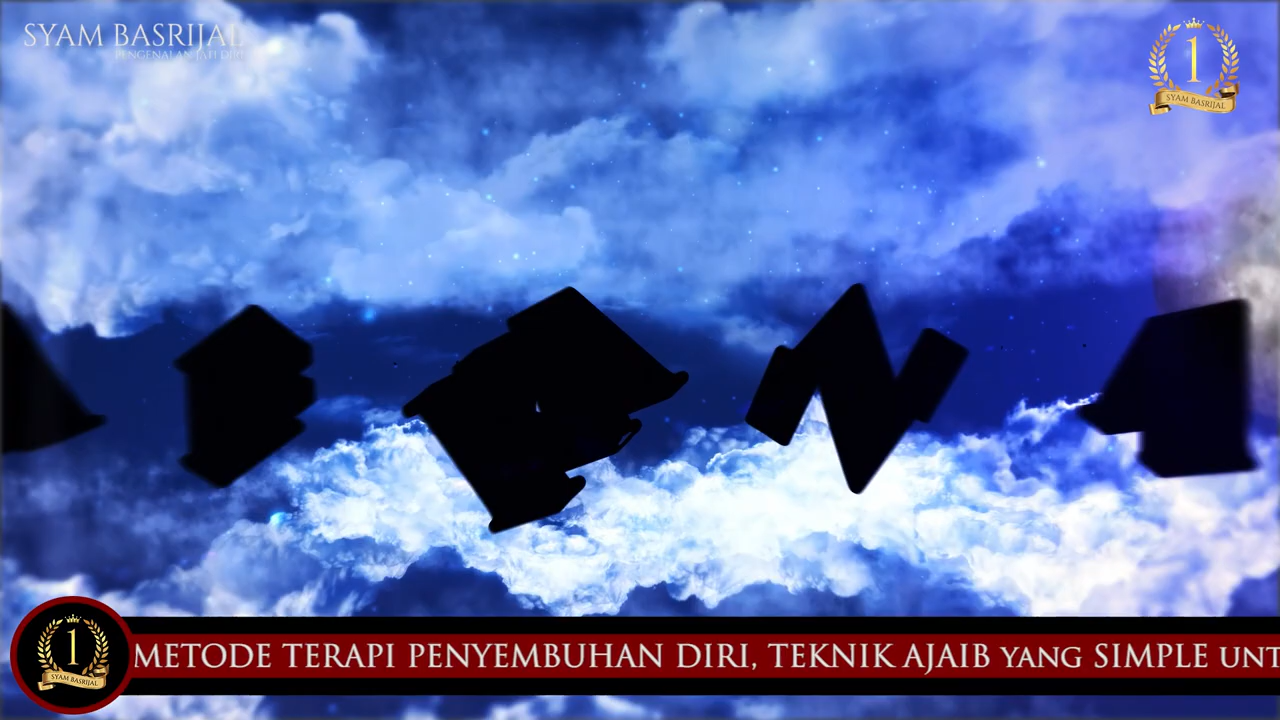 SYAM BASRIJAL
PENGENALAN JATI DIRI
1
SYAM BASRIJAL
1
SYAM BASRIJAL
METODE TERAPI PENYEMBUHAN DIRI, TEKNIK AJAIB YANG SIMPLE UNT